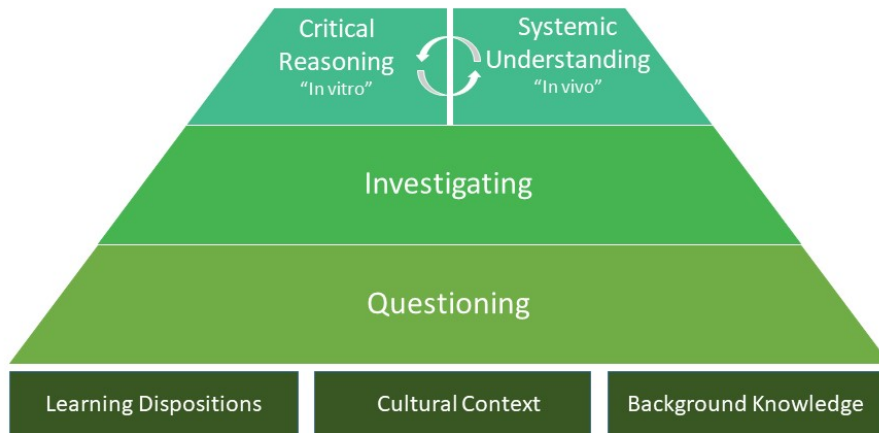 Critical
Reasoning
"In vitro"
Systemic
Understanding
"In vivo"
Investigating
Questioning
Learning Dispositions
Cultural Context
Background Knowledge